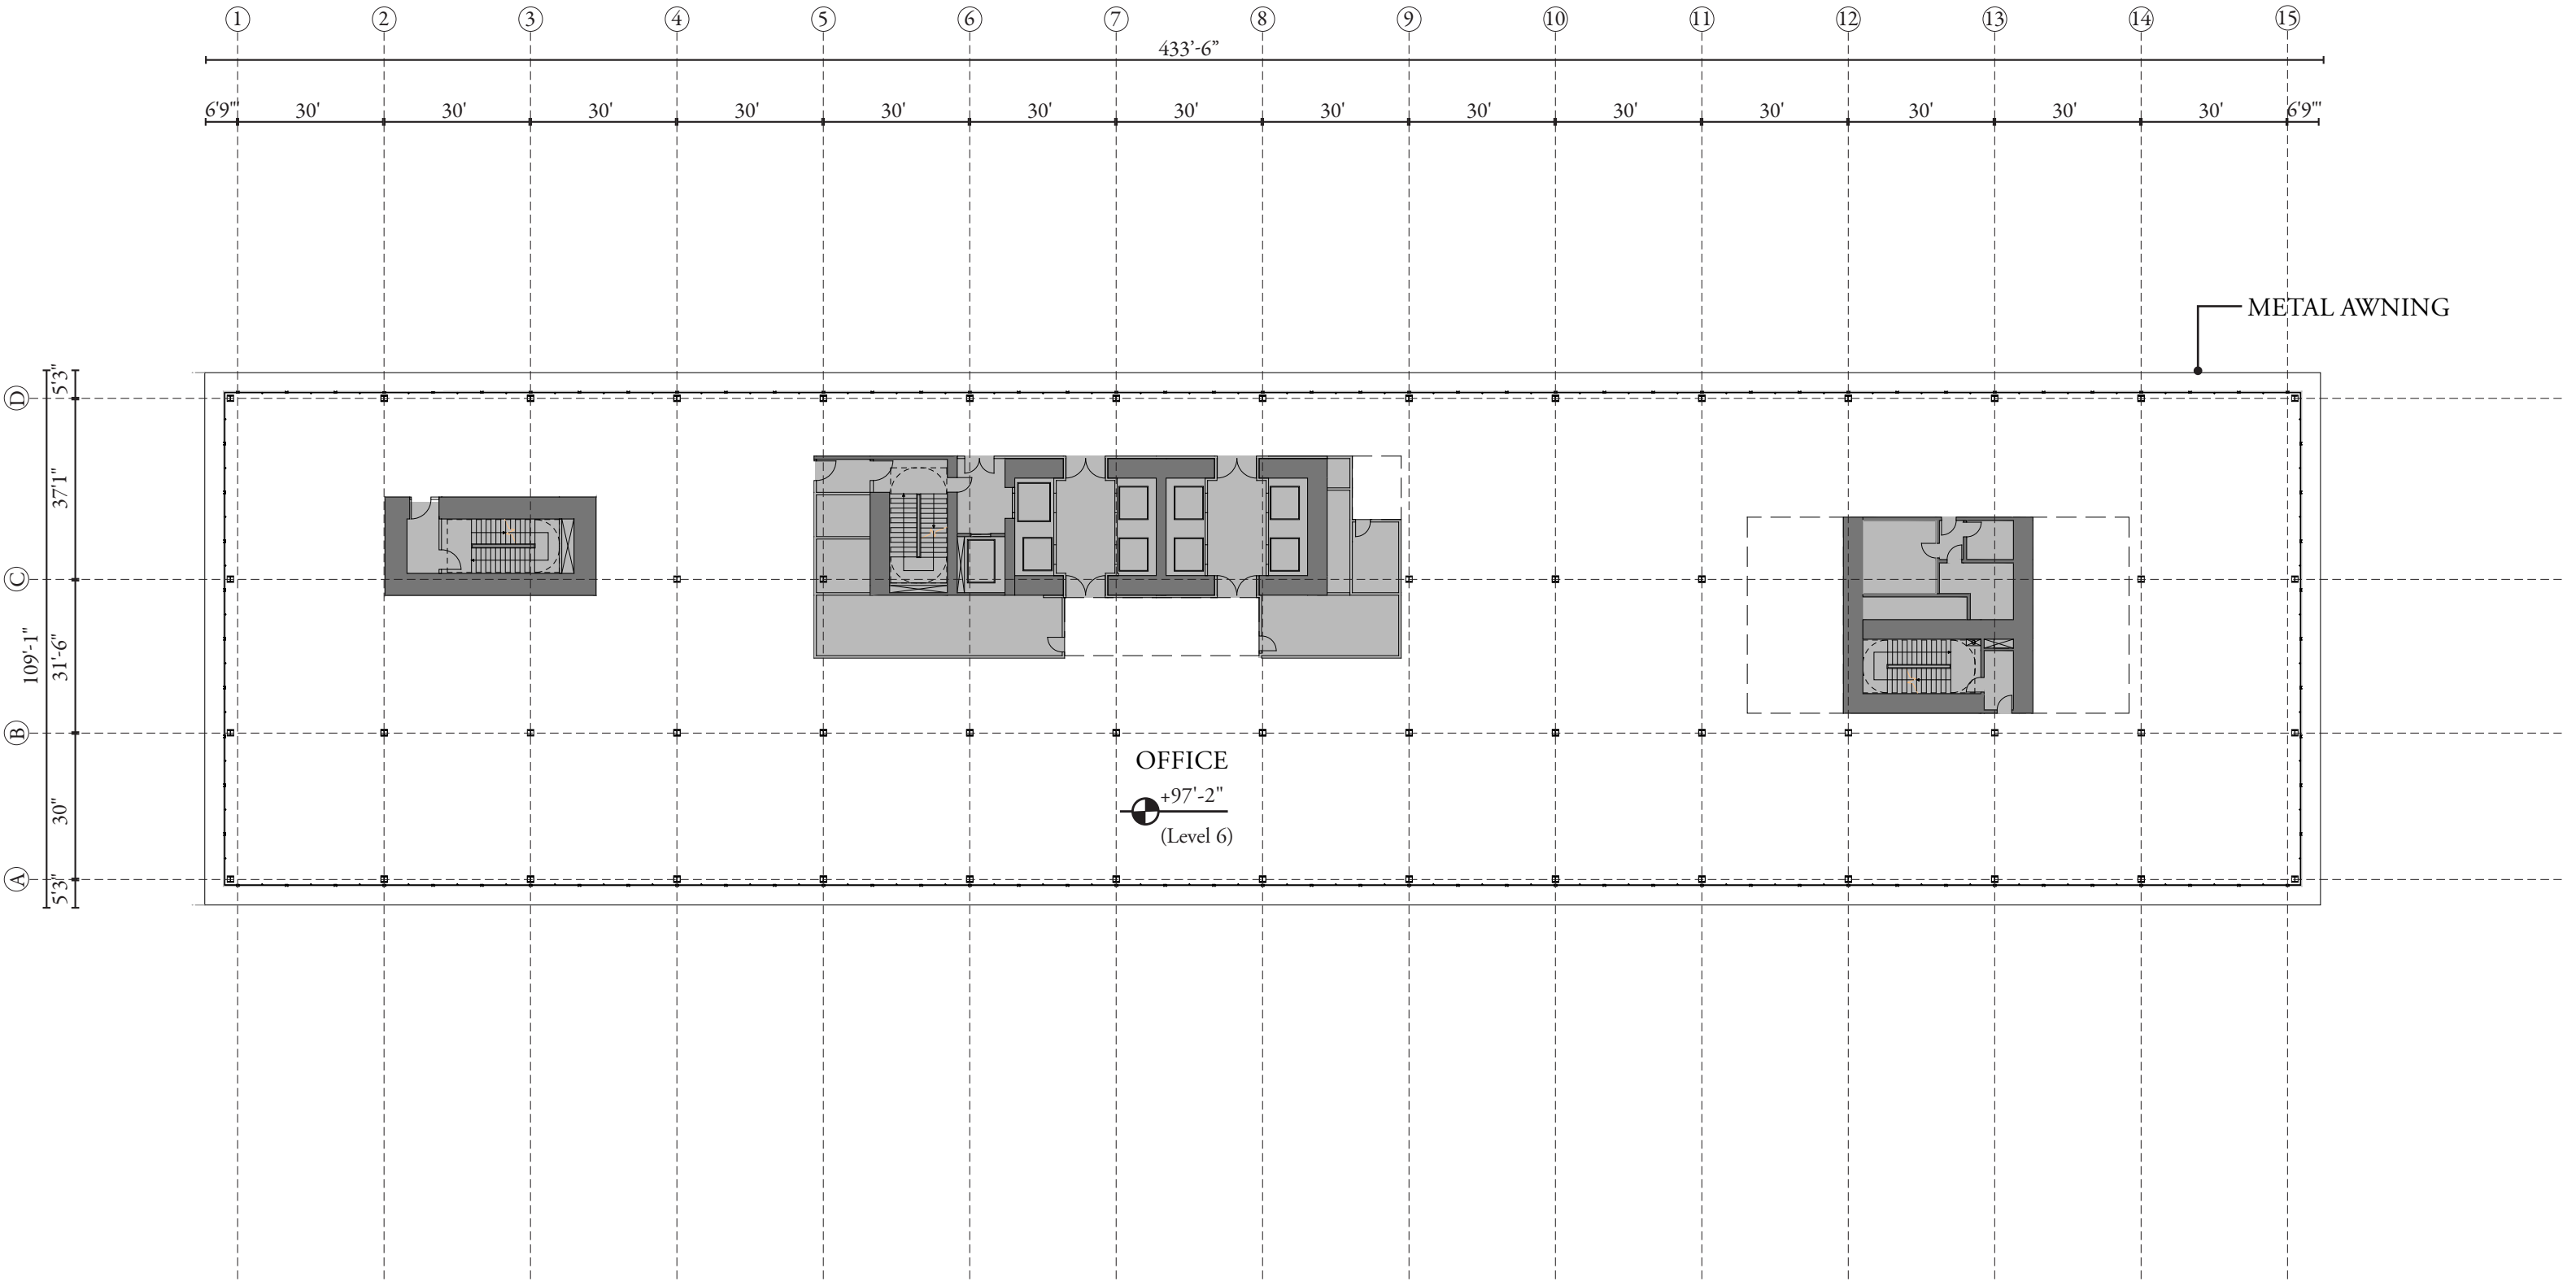 1 2 3 4 5 6 7 8 9 10 11 12 13 14 15
433'-6”
6'9'" 30' 30' 30' 30' 30' 30' 30' 30' 30' 30' 30' 30' 30' 30' 6'9'"
METAL AWNING
D
C
B
A
5'3"
37'1"
31'-6"
30"
5'3"
109'-1"
OFFICE
+97'-2"
(Level 6)